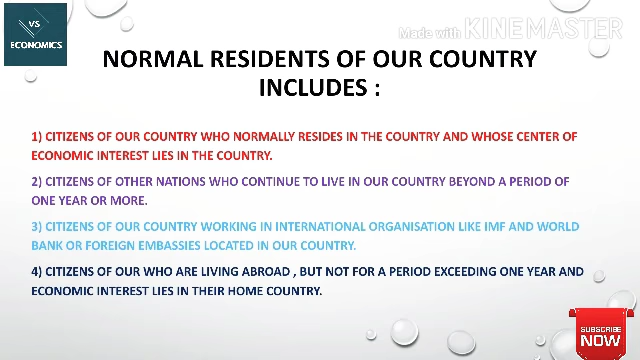 VS
ECONOMICS
Made with KINEMASTER
NORMAL RESIDENTS OF OUR COUNTRY
INCLUDES :
1) CITIZENS OF OUR COUNTRY WHO NORMALLY RESIDES IN THE COUNTRY AND WHOSE CENTER OF
ECONOMIC INTEREST LIES IN THE COUNTRY.
2) CITIZENS OF OTHER NATIONS WHO CONTINUE TO LIVE IN OUR COUNTRY BEYOND A PERIOD OF
ONE YEAR OR MORE.
3) CITIZENS OF OUR COUNTRY WORKING IN INTERNATIONAL ORGANISATION LIKE IMF AND WORLD
BANK OR FOREIGN EMBASSIES LOCATED IN OUR COUNTRY.
4) CITIZENS OF OUR WHO ARE LIVING ABROAD , BUT NOT FOR A PERIOD EXCEEDING ONE YEAR AND
ECONOMIC INTEREST LIES IN THEIR HOME COUNTRY.
SUBSCRIBE
NOW